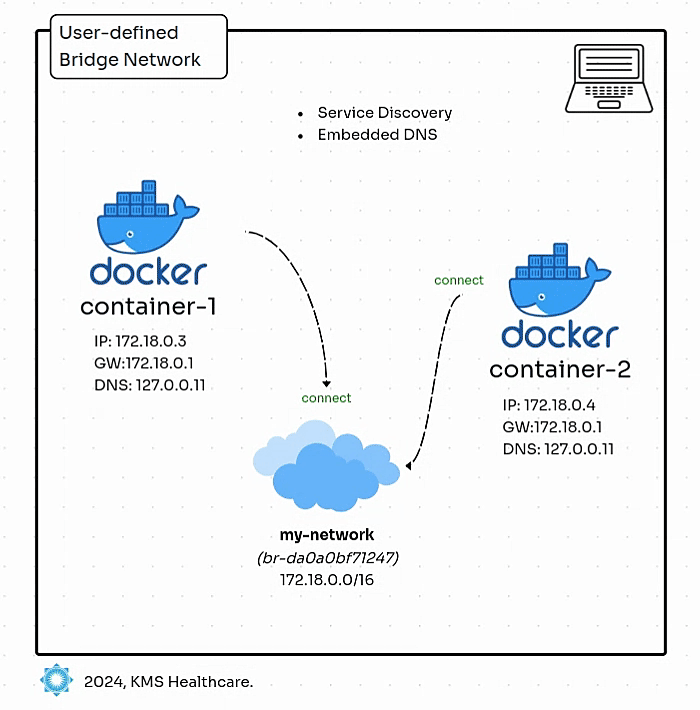 User-defined
Bridge Network
• Service Discovery
• Embedded DNS
docker
container-1
IP: 172.18.0.3
GW:172.18.0.1
DNS: 127.0.0.11
connect
docker
container-2
IP: 172.18.0.4
GW:172.18.0.1
DNS: 127.0.0.11
connect
my-network
(br-da0a0bf71247)
172.18.0.0/16
2024, KMS Healthcare.